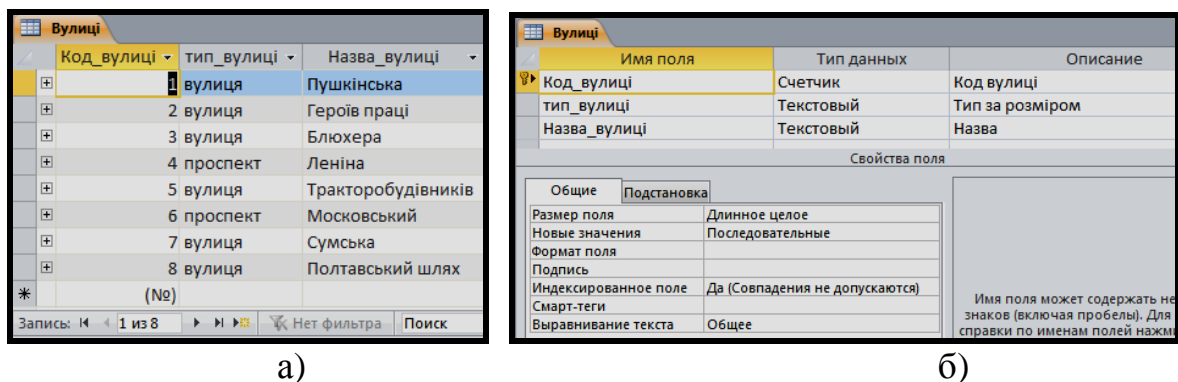 Вулиці
Код_вулиці тип_вулиці Назва_вулиці
1 вулиця Пушкінська
2 вулиця Героїв праці
3 вулиця Блюхера
4 проспект Леніна
5 вулиця Тракторобудівників
6 проспект Московський
7 вулиця Сумська
8 вулиця Полтавський шлях
(№)
Запись: 1 из 8 Нет фильтра Поиск
а)
Вулиці
Имя поля Тип данных Описание
Код_вулиці Счетчик Код вулиці
тип_вулиці Текстовый Тип за розміром
Назва_вулиці Текстовый Назва
Свойства поля
Общие Подстановка
Размер поля Длинное целое
Новые значения Последовательные
Формат поля
Подпись
Индексированное поле Да (Совпадения не допускаются)
Смарт-теги
Выравнивание текста Общее
Имя поля может содержать не
знаков (включая пробелы). Для
справки по именам полей нажми
б)